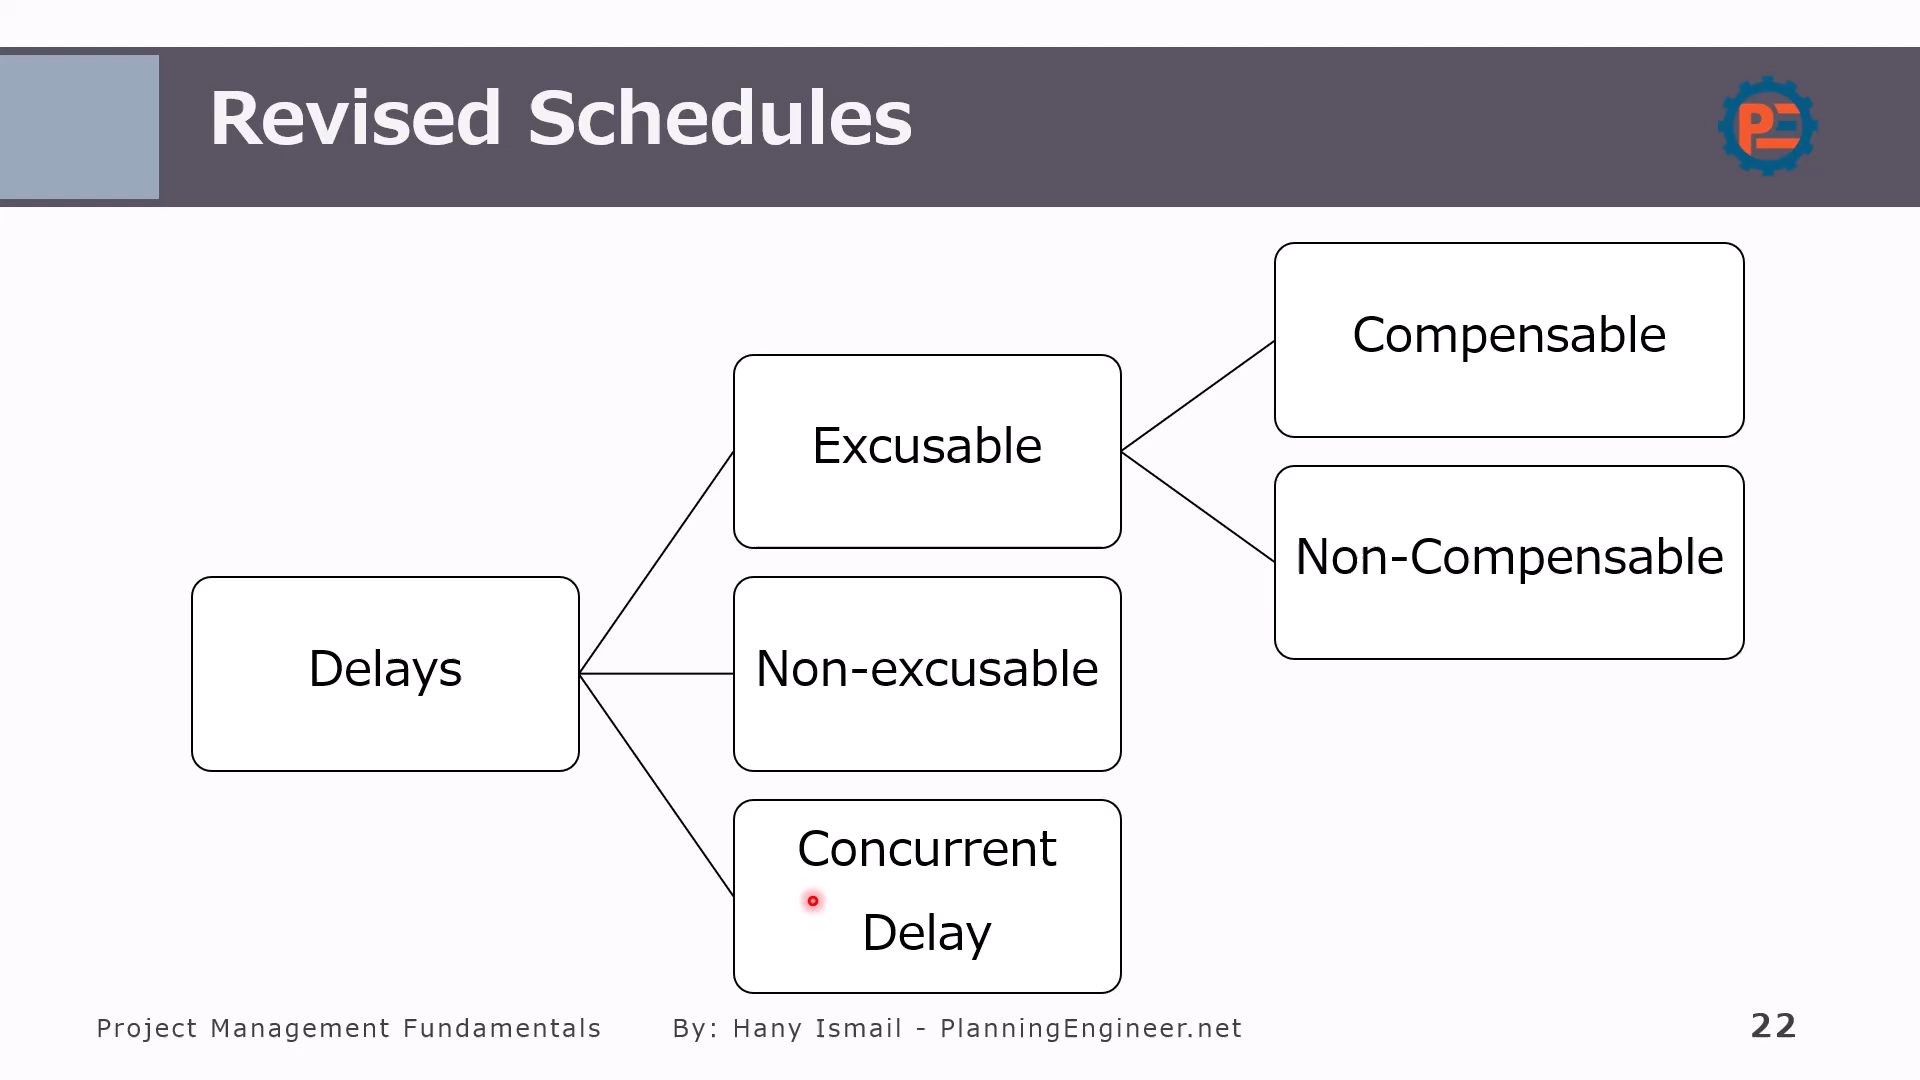 Revised Schedules
PE
Compensable
Excusable
Non-Compensable
Delays
Non-excusable
Concurrent
Delay
Project Management Fundamentals
By: Hany Ismail - PlanningEngineer.net
22